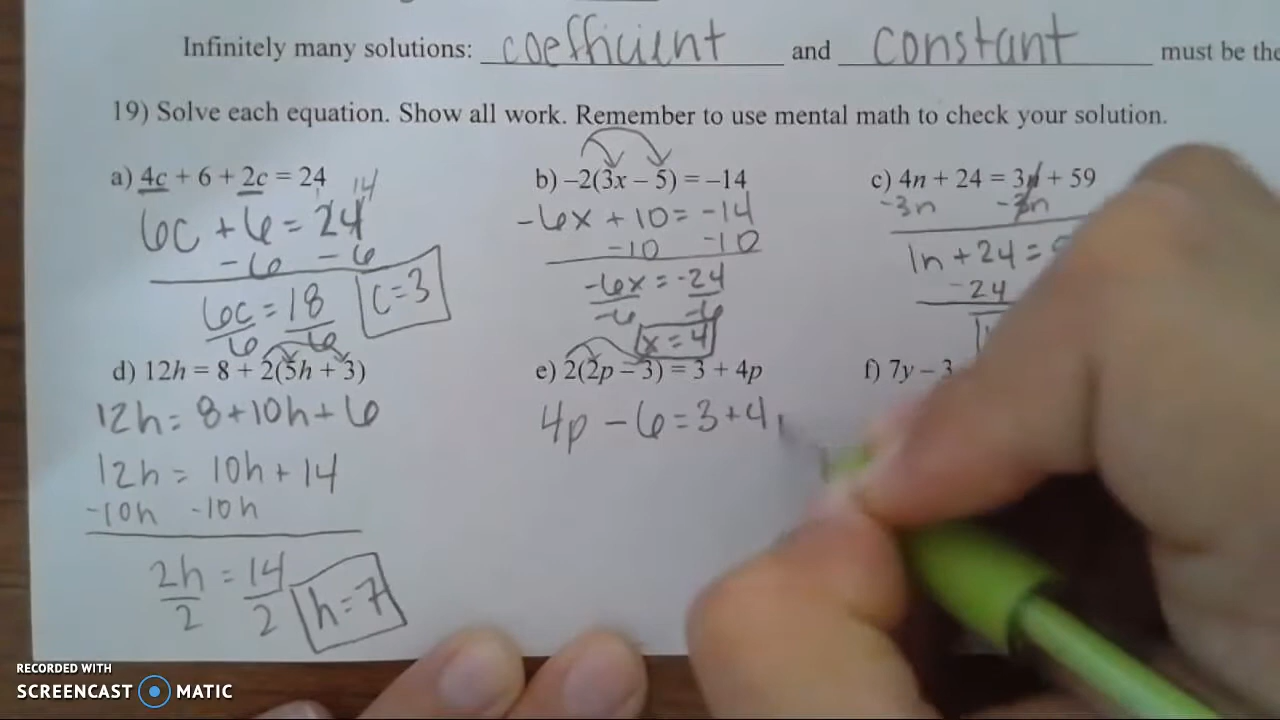 Infinitely many solutions: coefficient and constant must be the
19) Solve each equation. Show all work. Remember to use mental math to check your solution.
a) 4c + 6 + 2c = 24
14
6c + 6 = 24
-6 -6
6c = 18
6 6
c = 3
b) –2(3x – 5) = –14
-6x + 10 = -14
-10 -10
-6x = -24
-6 -6
x = 4
c) 4n + 24 = 3n + 59
-3n -3n
1n + 24 =
-24
d) 12h = 8 + 2(5h + 3)
12h = 8 + 10h + 6
12h = 10h + 14
-10h -10h
2h = 14
2 2
h = 7
e) 2(2p – 3) = 3 + 4p
4p - 6 = 3 + 4
f) 7y – 3
RECORDED WITH
SCREENCAST MATIC